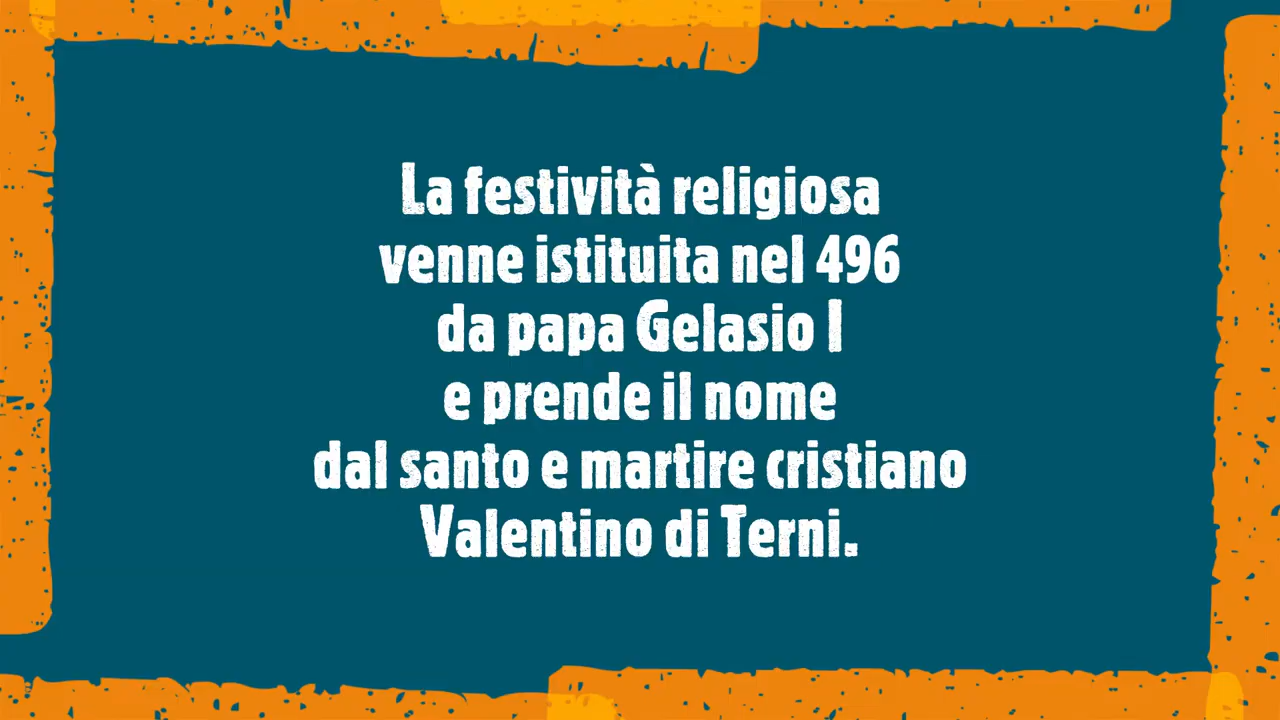 La festività religiosa
venne istituita nel 496
da papa Gelasio I
e prende il nome
dal santo e martire cristiano
Valentino di Terni.